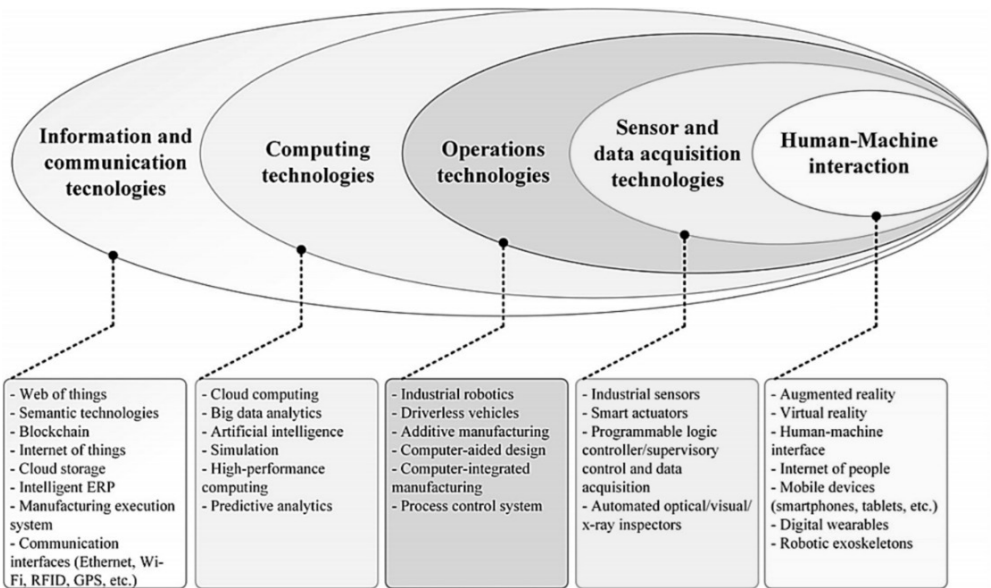 Information and
communication
tecnologies
Computing
technologies
Operations
technologies
Sensor and
data acquisition
technologies
Human-Machine
interaction
- Web of things
- Semantic technologies
- Blockchain
- Internet of things
- Cloud storage
- Intelligent ERP
- Manufacturing execution
system
- Communication
interfaces (Ethernet, Wi-
Fi, RFID, GPS, etc.)
- Cloud computing
- Big data analytics
- Artificial intelligence
- Simulation
- High-performance
computing
- Predictive analytics
- Industrial robotics
- Driverless vehicles
- Additive manufacturing
- Computer-aided design
- Computer-integrated
manufacturing
- Process control system
- Industrial sensors
- Smart actuators
- Programmable logic
controller/supervisory
control and data
acquisition
- Automated optical/visual/
x-ray inspectors
- Augmented reality
- Virtual reality
- Human-machine
interface
- Internet of people
- Mobile devices
(smartphones, tablets, etc.)
- Digital wearables
- Robotic exoskeletons